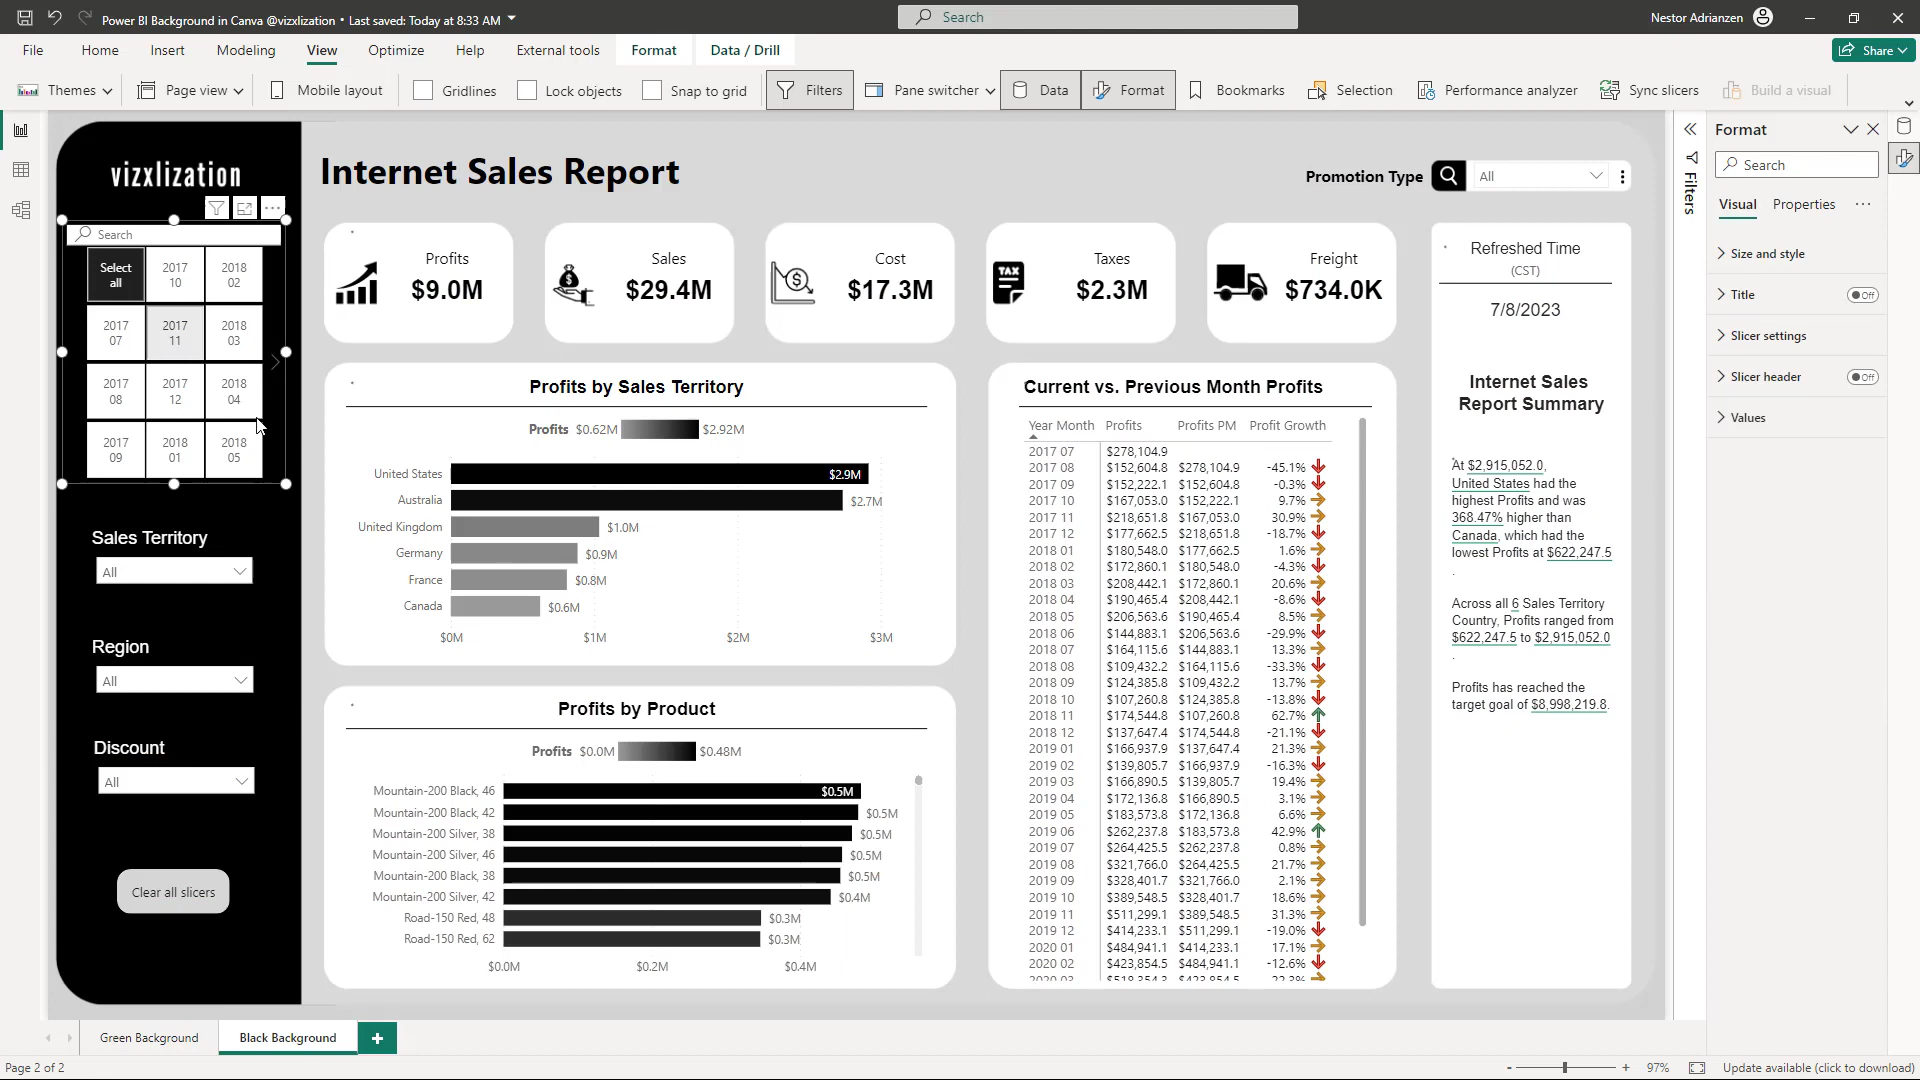 Power BI Background in Canva @vizxlization • Last saved: Today at 8:33 AM
Search
Nestor Adrianzen
File Home Insert Modeling View Optimize Help External tools Format Data / Drill
Share
Themes Page view Mobile layout Gridlines Lock objects Snap to grid Filters Pane switcher Data Format Bookmarks Selection Performance analyzer Sync slicers Build a visual
vizxlization
Search
Select all
2017 10
2018 02
2017 07
2017 11
2018 03
2017 08
2017 12
2018 04
2017 09
2018 01
2018 05
Sales Territory
All
Region
All
Discount
All
Clear all slicers
Internet Sales Report
Promotion Type
All
Profits
$9.0M
Sales
$29.4M
Cost
$17.3M
TAX
Taxes
$2.3M
Freight
$734.0K
Profits by Sales Territory
Profits $0.62M $2.92M
United States $2.9M
Australia $2.7M
United Kingdom $1.0M
Germany $0.9M
France $0.8M
Canada $0.6M
$0M $1M $2M $3M
Profits by Product
Profits $0.0M $0.48M
Mountain-200 Black, 46 $0.5M
Mountain-200 Black, 42 $0.5M
Mountain-200 Silver, 38 $0.5M
Mountain-200 Silver, 46 $0.5M
Mountain-200 Black, 38 $0.5M
Mountain-200 Silver, 42 $0.4M
Road-150 Red, 48 $0.3M
Road-150 Red, 62 $0.3M
$0.0M $0.2M $0.4M
Current vs. Previous Month Profits
Year Month Profits Profits PM Profit Growth
2017 07 $278,104.9
2017 08 $152,604.8 $278,104.9 -45.1%
2017 09 $152,222.1 $152,604.8 -0.3%
2017 10 $167,053.0 $152,222.1 9.7%
2017 11 $218,651.8 $167,053.0 30.9%
2017 12 $177,662.5 $218,651.8 -18.7%
2018 01 $180,548.0 $177,662.5 1.6%
2018 02 $172,860.1 $180,548.0 -4.3%
2018 03 $208,442.1 $172,860.1 20.6%
2018 04 $190,465.4 $208,442.1 -8.6%
2018 05 $206,563.6 $190,465.4 8.5%
2018 06 $144,883.1 $206,563.6 -29.9%
2018 07 $164,115.6 $144,883.1 13.3%
2018 08 $109,432.2 $164,115.6 -33.3%
2018 09 $124,385.8 $109,432.2 13.7%
2018 10 $107,260.8 $124,385.8 -13.8%
2018 11 $174,544.8 $107,260.8 62.7%
2018 12 $137,647.4 $174,544.8 -21.1%
2019 01 $166,937.9 $137,647.4 21.3%
2019 02 $139,805.7 $166,937.9 -16.3%
2019 03 $166,890.5 $139,805.7 19.4%
2019 04 $172,136.8 $166,890.5 3.1%
2019 05 $183,573.8 $172,136.8 6.6%
2019 06 $262,237.8 $183,573.8 42.9%
2019 07 $264,425.5 $262,237.8 0.8%
2019 08 $321,766.0 $264,425.5 21.7%
2019 09 $328,401.7 $321,766.0 2.1%
2019 10 $389,548.5 $328,401.7 18.6%
2019 11 $511,299.1 $389,548.5 31.3%
2019 12 $414,233.1 $511,299.1 -19.0%
2020 01 $484,941.1 $414,233.1 17.1%
2020 02 $423,854.5 $484,941.1 -12.6%
Refreshed Time
(CST)
7/8/2023
Internet Sales
Report Summary
At $2,915,052.0,
United States had the
highest Profits and was
368.47% higher than
Canada, which had the
lowest Profits at $622,247.5
.
Across all 6 Sales Territory
Country, Profits ranged from
$622,247.5 to $2,915,052.0
.
Profits has reached the
target goal of $8,998,219.8.
Filters
Format
Search
Visual Properties
Size and style
Title Off
Slicer settings
Slicer header Off
Values
Green Background Black Background
Page 2 of 2
97%
Update available (click to download)